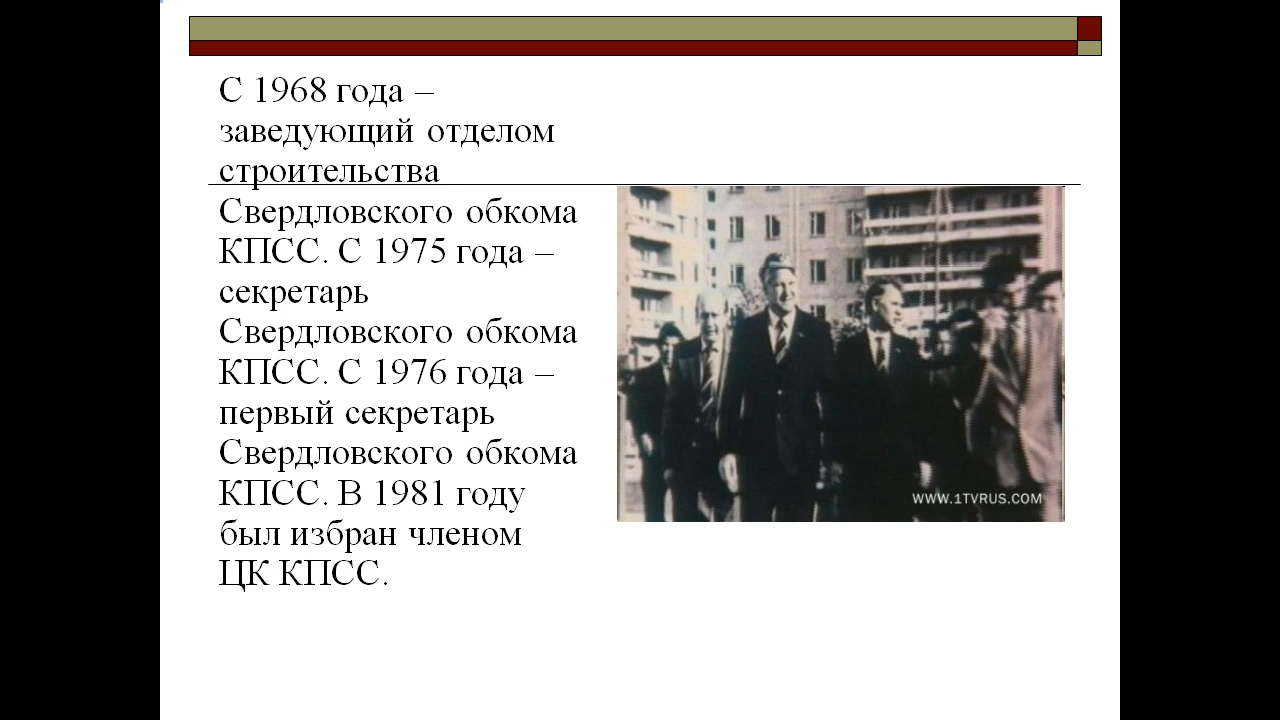 С 1968 года –
заведующий отделом
строительства
Свердловского обкома
КПСС. С 1975 года –
секретарь
Свердловского обкома
КПСС. С 1976 года –
первый секретарь
Свердловского обкома
КПСС. В 1981 году
был избран членом
ЦК КПСС.
WWW.1TVRUS.COM